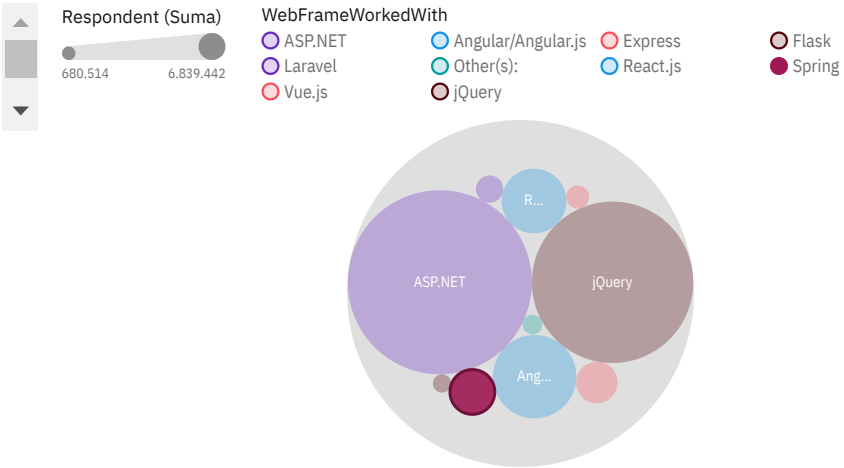 Respondent (Suma)
680.514 6.839.442
WebFrameWorkedWith
ASP.NET Angular/Angular.js Express Flask
Laravel Other(s): React.js Spring
Vue.js jQuery
R...
ASP.NET jQuery
Ang...